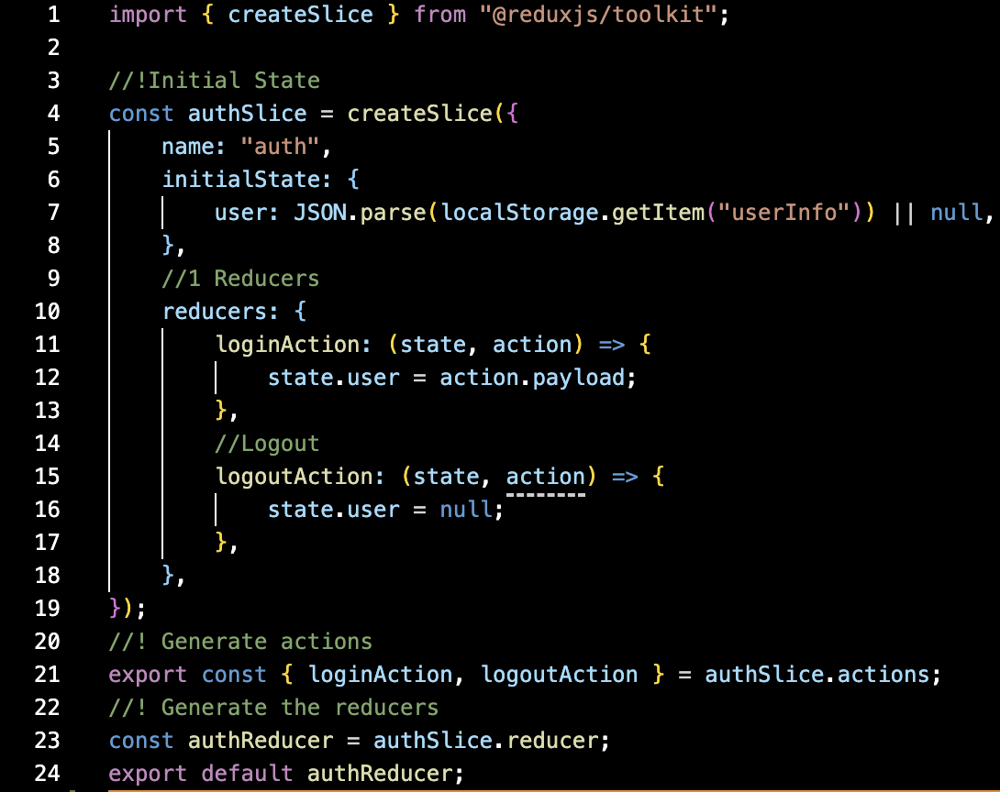 1 import { createSlice } from "@reduxjs/toolkit";
2
3 //!Initial State
4 const authSlice = createSlice({
5     name: "auth",
6     initialState: {
7         user: JSON.parse(localStorage.getItem("userInfo")) || null,
8     },
9     //1 Reducers
10     reducers: {
11         loginAction: (state, action) => {
12             state.user = action.payload;
13         },
14         //Logout
15         logoutAction: (state, action) => {
16             state.user = null;
17         },
18     },
19 });
20 //! Generate actions
21 export const { loginAction, logoutAction } = authSlice.actions;
22 //! Generate the reducers
23 const authReducer = authSlice.reducer;
24 export default authReducer;